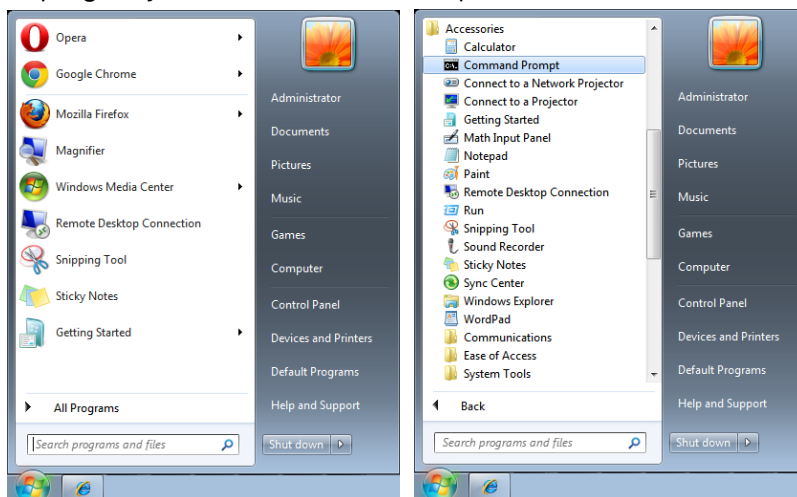 Opera
Google Chrome
Mozilla Firefox
Magnifier
Windows Media Center
Remote Desktop Connection
Snipping Tool
Sticky Notes
Getting Started
All Programs
Search programs and files
Administrator
Documents
Pictures
Music
Games
Computer
Control Panel
Devices and Printers
Default Programs
Help and Support
Shut down
Accessories
Calculator
Command Prompt
Connect to a Network Projector
Connect to a Projector
Getting Started
Math Input Panel
Notepad
Paint
Remote Desktop Connection
Run
Snipping Tool
Sound Recorder
Sticky Notes
Sync Center
Windows Explorer
WordPad
Communications
Ease of Access
System Tools
Back
Search programs and files
Administrator
Documents
Pictures
Music
Games
Computer
Control Panel
Devices and Printers
Default Programs
Help and Support
Shut down